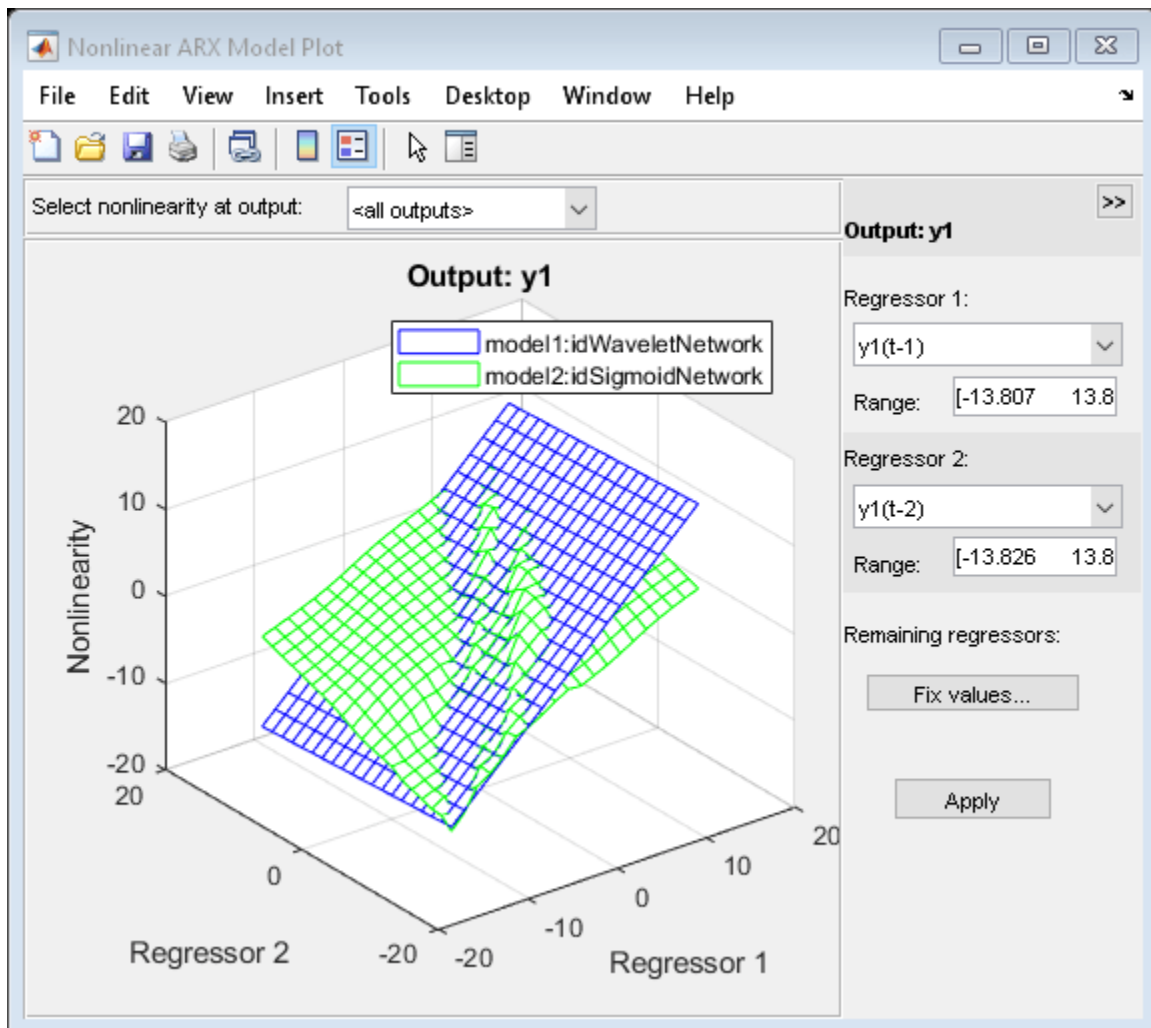 Nonlinear ARX Model Plot
File Edit View Insert Tools Desktop Window Help
Select nonlinearity at output: <all outputs>
>>
Output: y1
Output: y1
model1:idWaveletNetwork
model2:idSigmoidNetwork
Nonlinearity
20
10
0
-10
-20
20
0
-20
Regressor 2
-20
-10
0
10
20
Regressor 1
Regressor 1:
y1(t-1)
Range: [-13.807 13.8
Regressor 2:
y1(t-2)
Range: [-13.826 13.8
Remaining regressors:
Fix values...
Apply